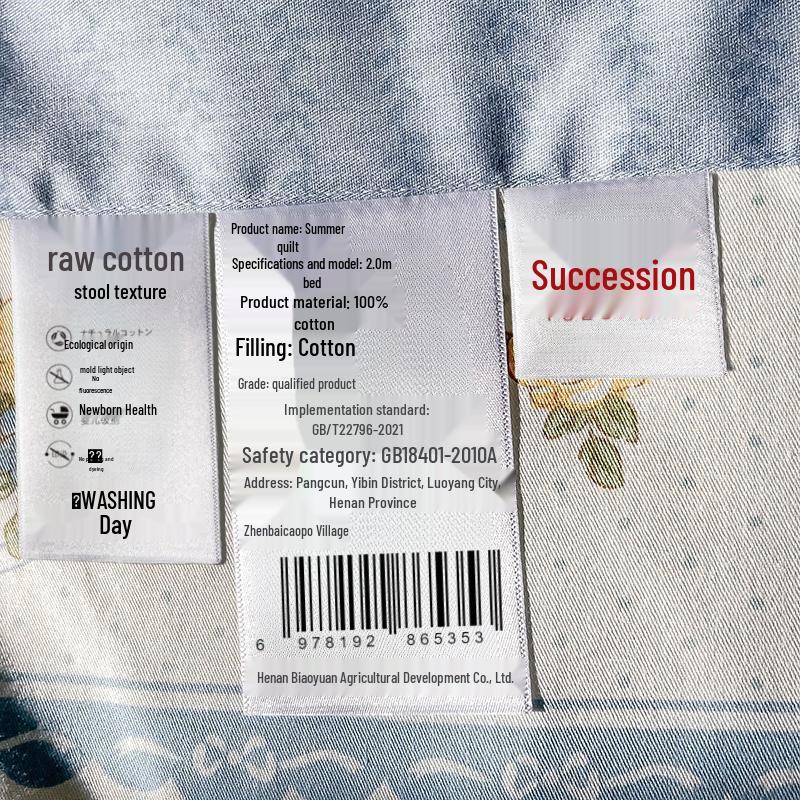 raw cotton
stool texture
ナチュラルコットン
Ecological origin
mold light object
No
fluorescence
Newborn Health
No
and
dyeing
WASHING
Day
Product name: Summer
quilt
Specifications and model: 2.0m
bed
Product material: 100%
cotton
Filling: Cotton
Grade: qualified product
Implementation standard:
GB/T22796-2021
Safety category: GB18401-2010A
Address: Pangcun, Yibin District, Luoyang City,
Henan Province
Zhenbaicaopo Village
6 978192 865353
Henan Biaoyuan Agricultural Development Co., Ltd.
Succession